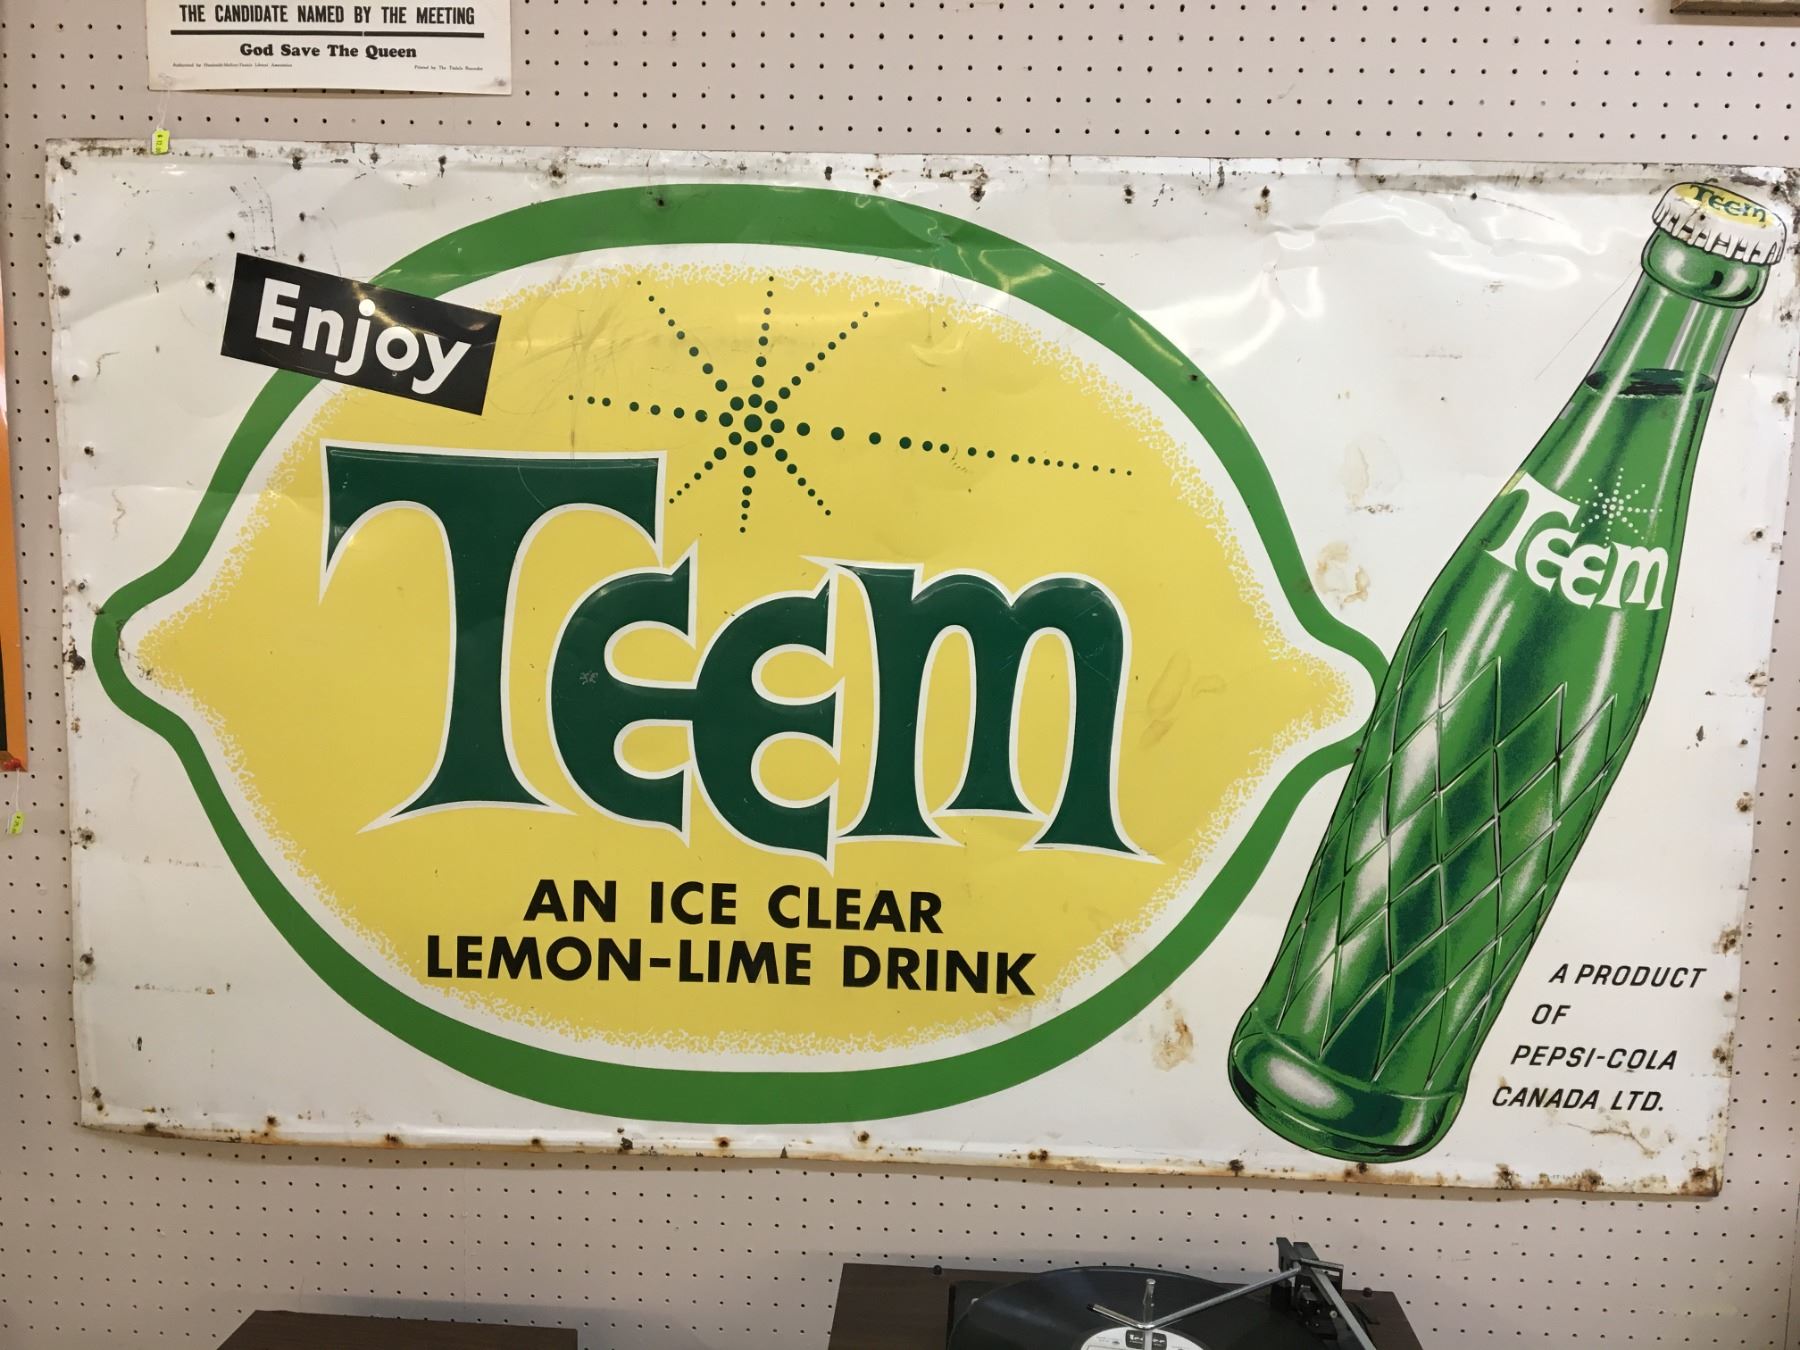 THE CANDIDATE NAMED BY THE MEETING
God Save The Queen
Enjoy
Teem
AN ICE CLEAR
LEMON-LIME DRINK
Teem
Teem
A PRODUCT
OF
PEPSI-COLA
CANADA LTD.